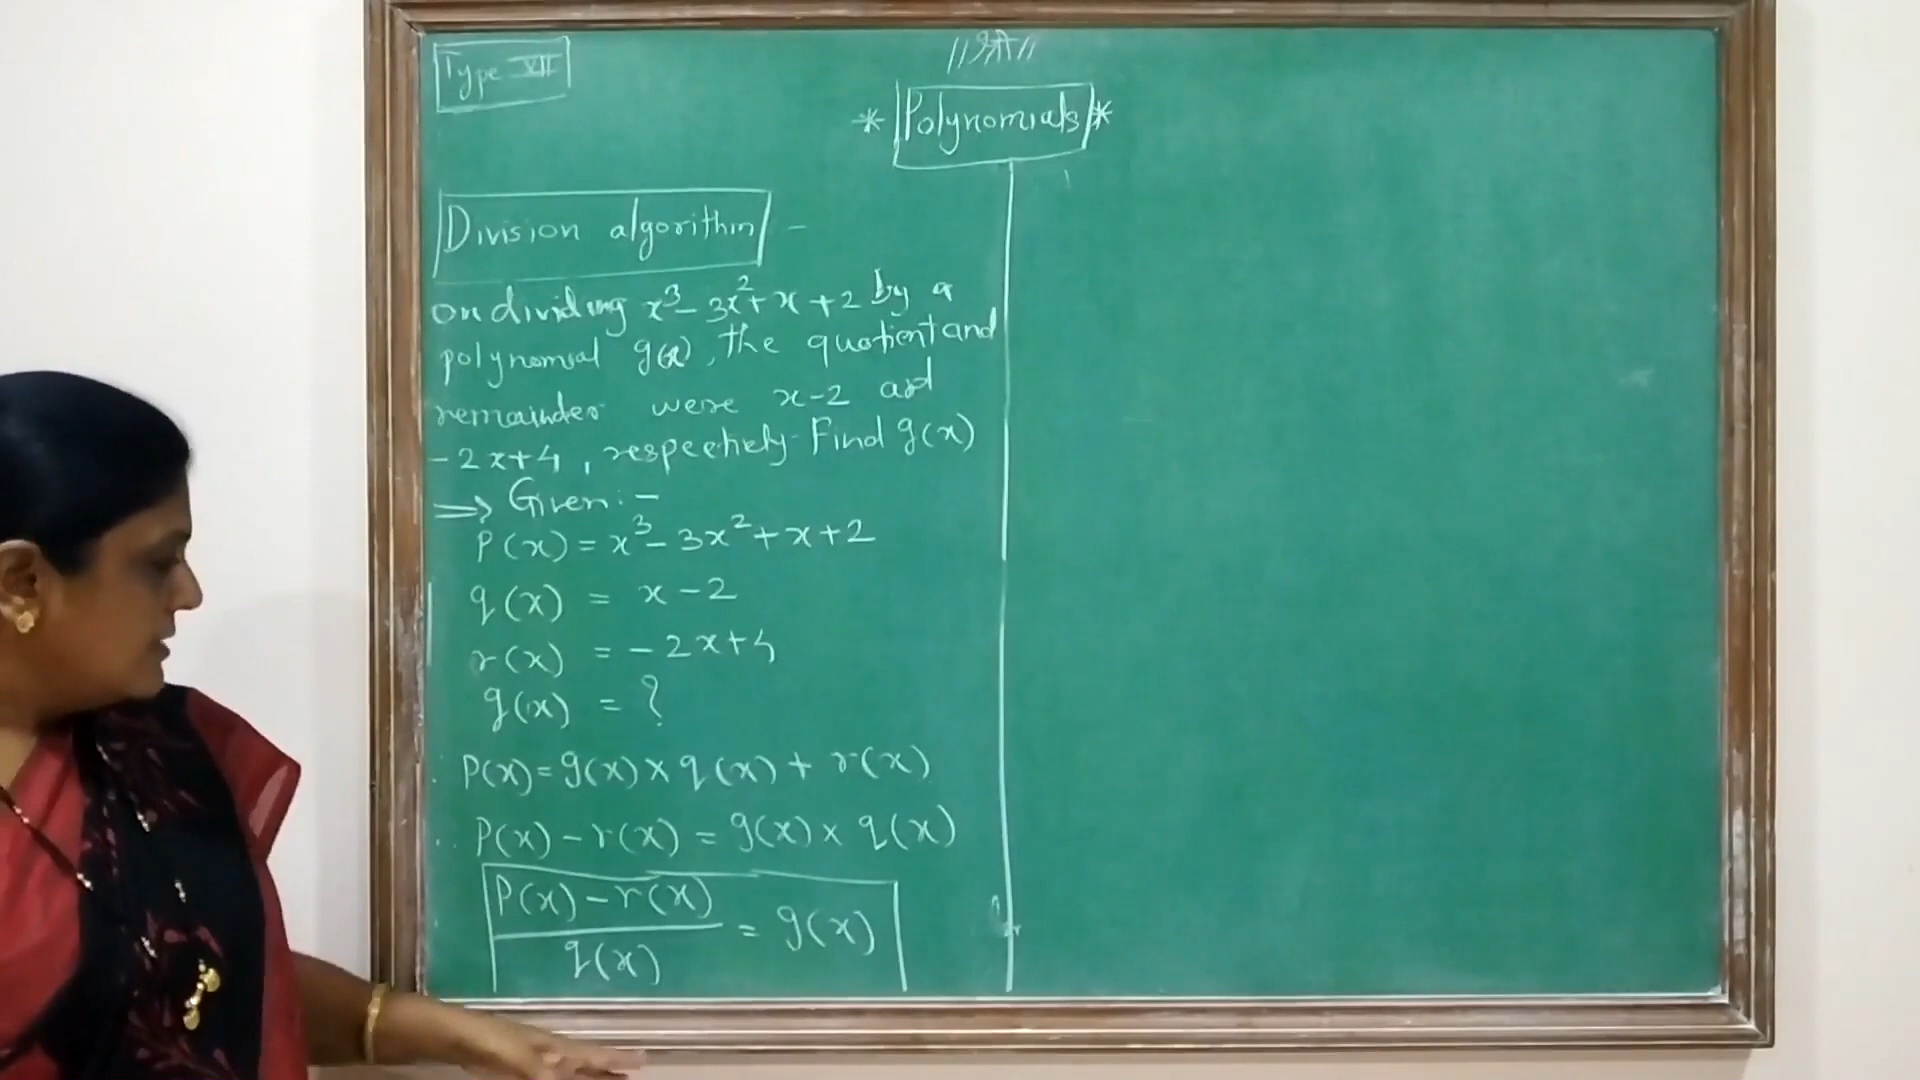 Type VII
// श्री //
* Polynomials *
Division algorithm -
on dividing x³ - 3x² + x + 2 by a
polynomial g(x), the quotient and
remainder were x-2 and
-2x+4, respectively. Find g(x)
⇒ Given:-
P(x) = x³ - 3x² + x + 2
q(x) = x - 2
r(x) = -2x+4
g(x) = ?
P(x) = g(x) × q(x) + r(x)
P(x) - r(x) = g(x) × q(x)
P(x) - r(x)
/ q(x) = g(x)